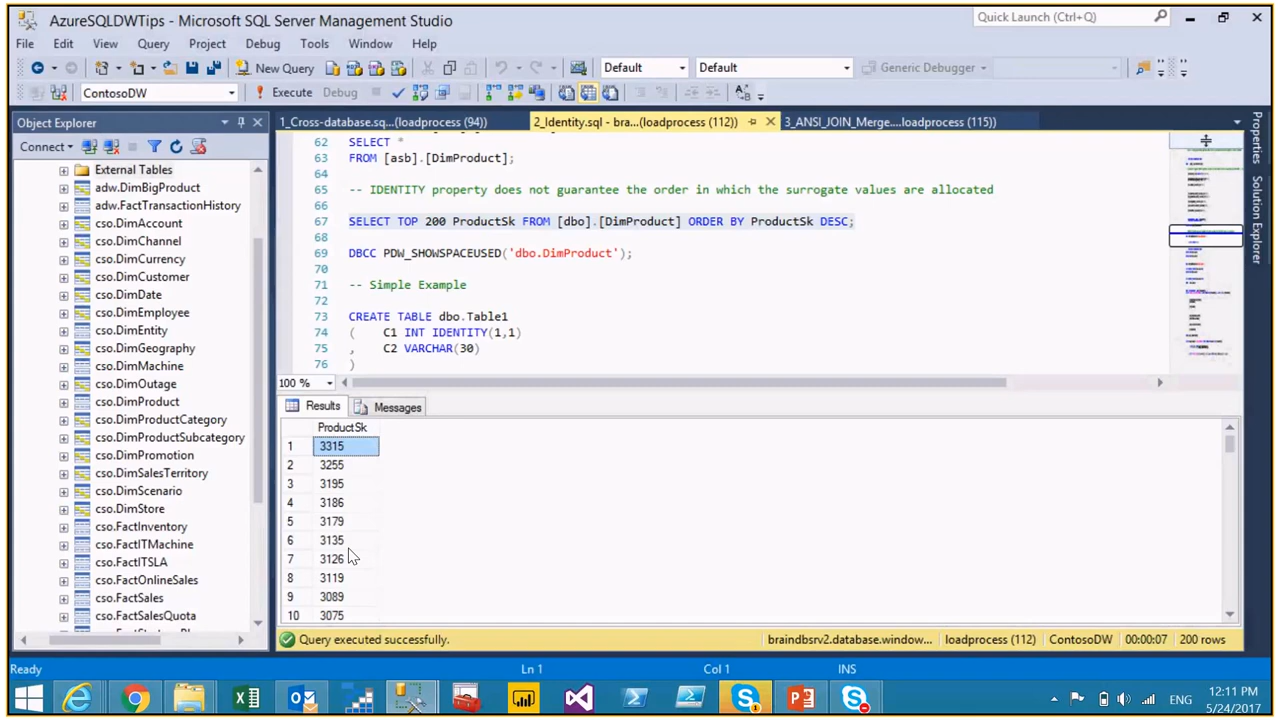 AzureSQLDWTips - Microsoft SQL Server Management Studio
Quick Launch (Ctrl+Q)
File Edit View Query Project Debug Tools Window Help
New Query Default Default Generic Debugger
ContosoDW Execute Debug
Object Explorer
1_Cross-database.sq...(loadprocess (94)) 2_Identity.sql - bra...(loadprocess (112)) 3_ANSI_JOIN_Merge....loadprocess (115))
Connect
External Tables
adw.DimBigProduct
adw.FactTransactionHistory
cso.DimAccount
cso.DimChannel
cso.DimCurrency
cso.DimCustomer
cso.DimDate
cso.DimEmployee
cso.DimEntity
cso.DimGeography
cso.DimMachine
cso.DimOutage
cso.DimProduct
cso.DimProductCategory
cso.DimProductSubcategory
cso.DimPromotion
cso.DimSalesTerritory
cso.DimScenario
cso.DimStore
cso.FactInventory
cso.FactITMachine
cso.FactITSLA
cso.FactOnlineSales
cso.FactSales
cso.FactSalesQuota
62 SELECT *
63 FROM [asb].[DimProduct];
64
65 -- IDENTITY property does not guarantee the order in which the surrogate values are allocated
66
SELECT TOP 200 ProductSk FROM [dbo].[DimProduct] ORDER BY ProductSk DESC;
69 DBCC PDW_SHOWSPACEUSED('dbo.DimProduct');
70
71 -- Simple Example
72
73 CREATE TABLE dbo.Table1
74 ( C1 INT IDENTITY(1,1)
75 , C2 VARCHAR(30)
76 )
100 %
Results Messages
ProductSk
1 3315
2 3255
3 3195
4 3186
5 3179
6 3135
7 3126
8 3118
9 3089
10 3075
Query executed successfully. braindbsrv2.database.window... loadprocess (112) ContosoDW 00:00:07 200 rows
Ready Ln 1 Col 1 INS
ENG
12:11 PM
5/24/2017
Properties
Solution Explorer